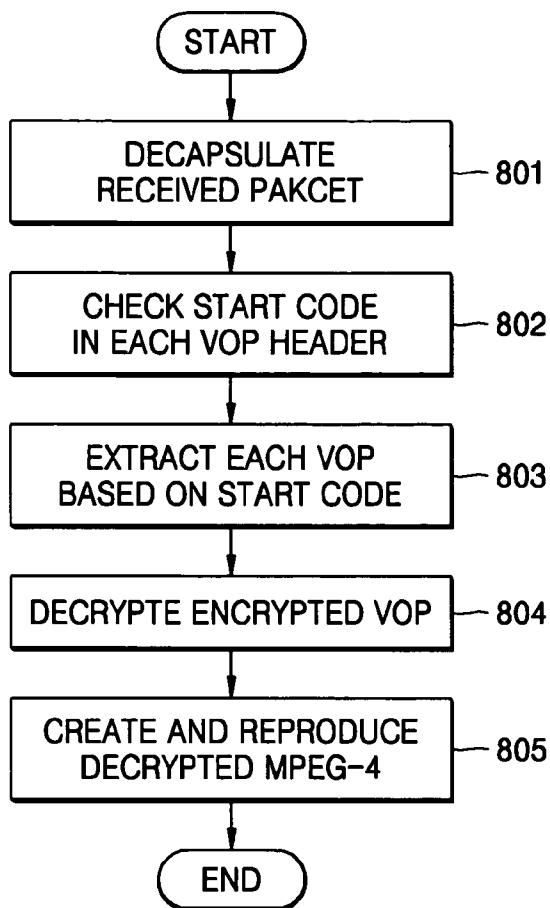 START
DECAPSULATE
RECEIVED PAKCET
801
CHECK START CODE
IN EACH VOP HEADER
802
EXTRACT EACH VOP
BASED ON START CODE
803
DECRYPTE ENCRYPTED VOP
804
CREATE AND REPRODUCE
DECRYPTED MPEG-4
805
END